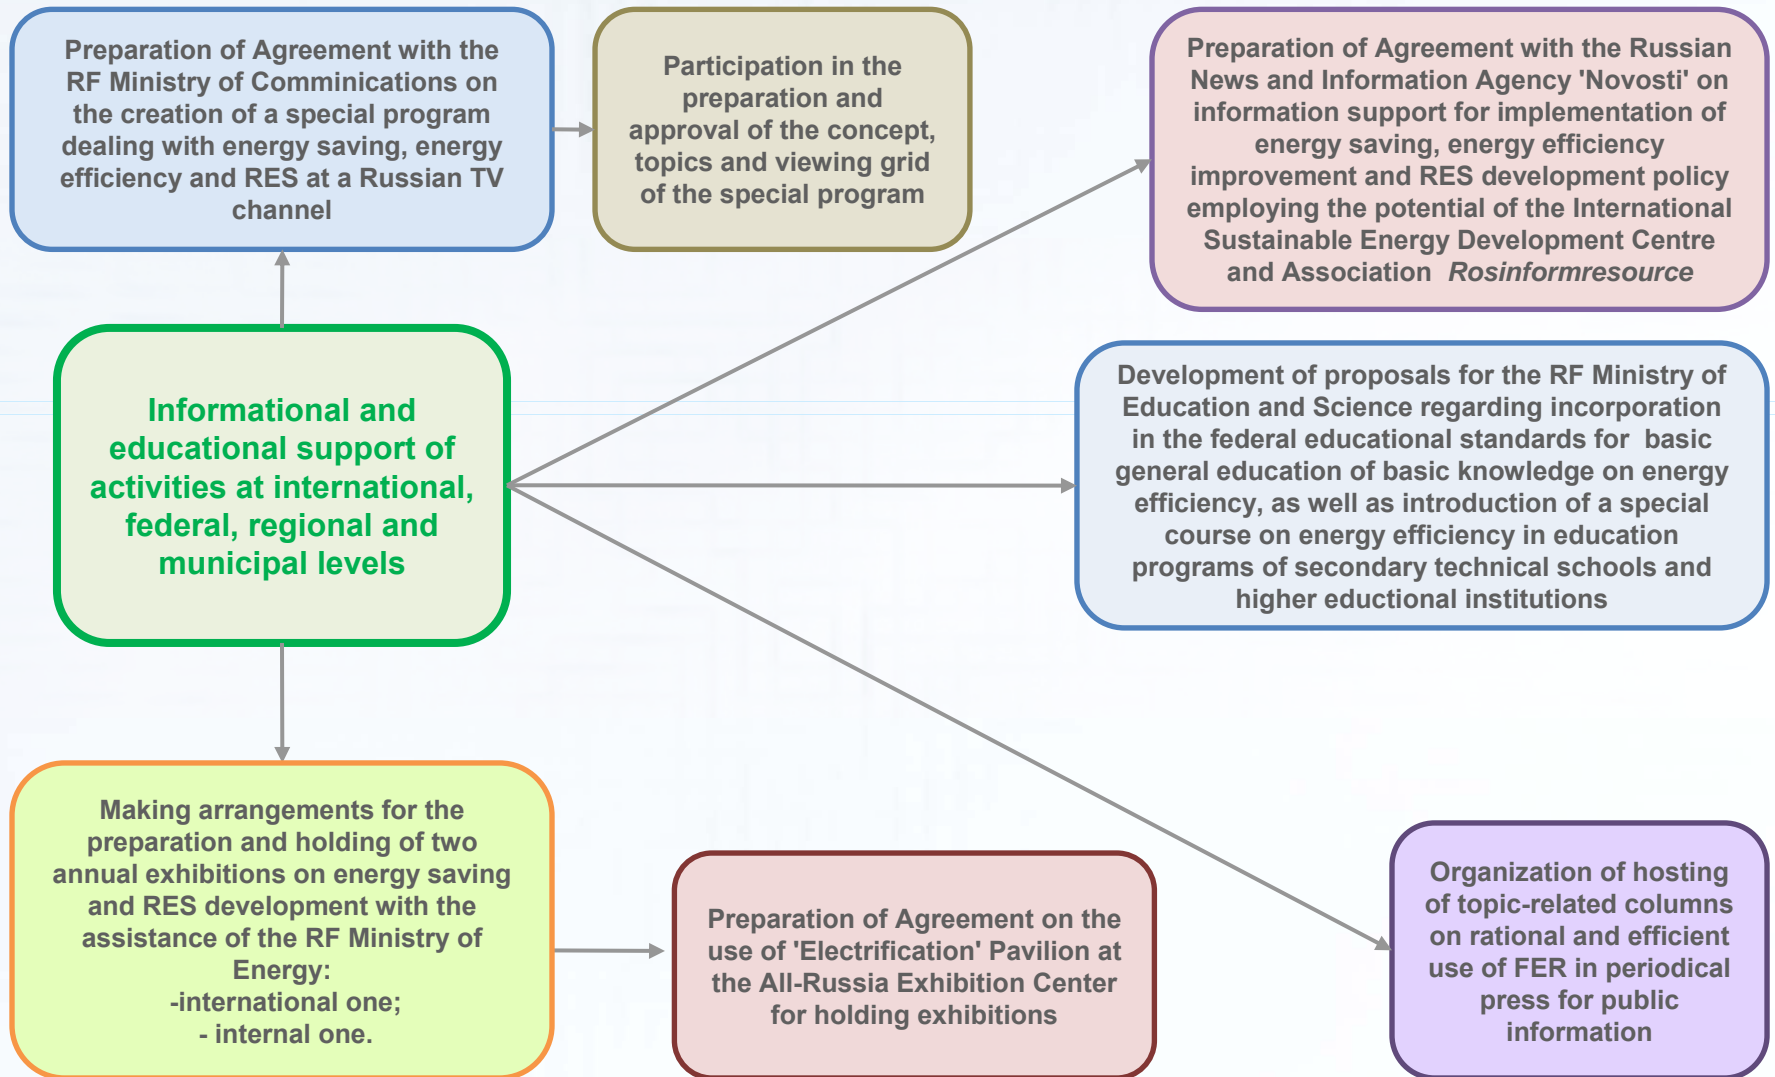 Preparation of Agreement with the
RF Ministry of Comminications on
the creation of a special program
dealing with energy saving, energy
efficiency and RES at a Russian TV
channel
Participation in the
preparation and
approval of the concept,
topics and viewing grid
of the special program
Preparation of Agreement with the Russian
News and Information Agency 'Novosti' on
information support for implementation of
energy saving, energy efficiency
improvement and RES development policy
employing the potential of the International
Sustainable Energy Development Centre
and Association Rosinformresource
Informational and
educational support of
activities at international,
federal, regional and
municipal levels
Development of proposals for the RF Ministry of
Education and Science regarding incorporation
in the federal educational standards for basic
general education of basic knowledge on energy
efficiency, as well as introduction of a special
course on energy efficiency in education
programs of secondary technical schools and
higher eductional institutions
Making arrangements for the
preparation and holding of two
annual exhibitions on energy saving
and RES development with the
assistance of the RF Ministry of
Energy:
-international one;
- internal one.
Preparation of Agreement on the
use of 'Electrification' Pavilion at
the All-Russia Exhibition Center
for holding exhibitions
Organization of hosting
of topic-related columns
on rational and efficient
use of FER in periodical
press for public
information